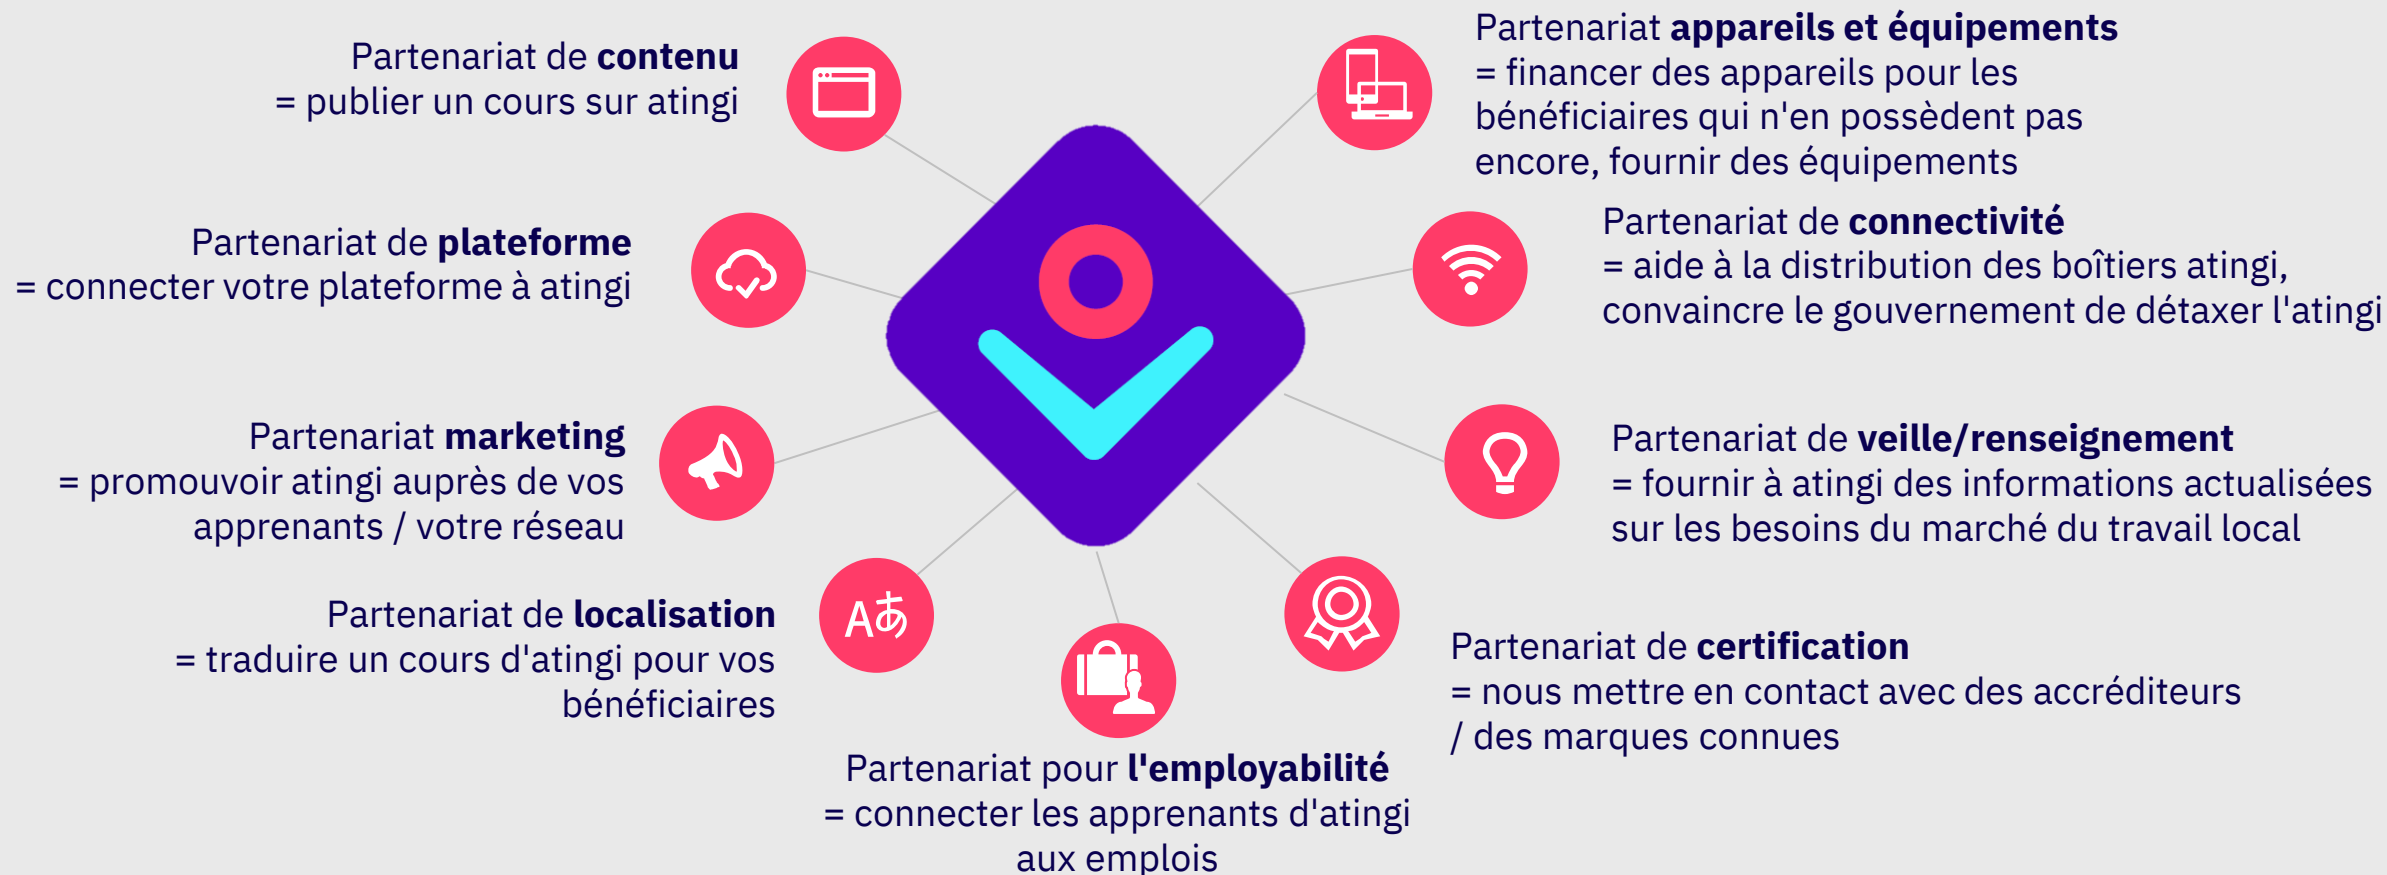 Partenariat de contenu
= publier un cours sur atingi
Partenariat de plateforme
= connecter votre plateforme à atingi
Partenariat marketing
= promouvoir atingi auprès de vos
apprenants / votre réseau
Partenariat de localisation
= traduire un cours d'atingi pour vos
bénéficiaires
Aあ
Partenariat pour l'employabilité
= connecter les apprenants d'atingi
aux emplois
Partenariat appareils et équipements
= financer des appareils pour les
bénéficiaires qui n'en possèdent pas
encore, fournir des équipements
Partenariat de connectivité
= aide à la distribution des boîtiers atingi,
convaincre le gouvernement de détaxer l'atingi
Partenariat de veille/renseignement
= fournir à atingi des informations actualisées
sur les besoins du marché du travail local
Partenariat de certification
= nous mettre en contact avec des accréditeurs
/ des marques connues